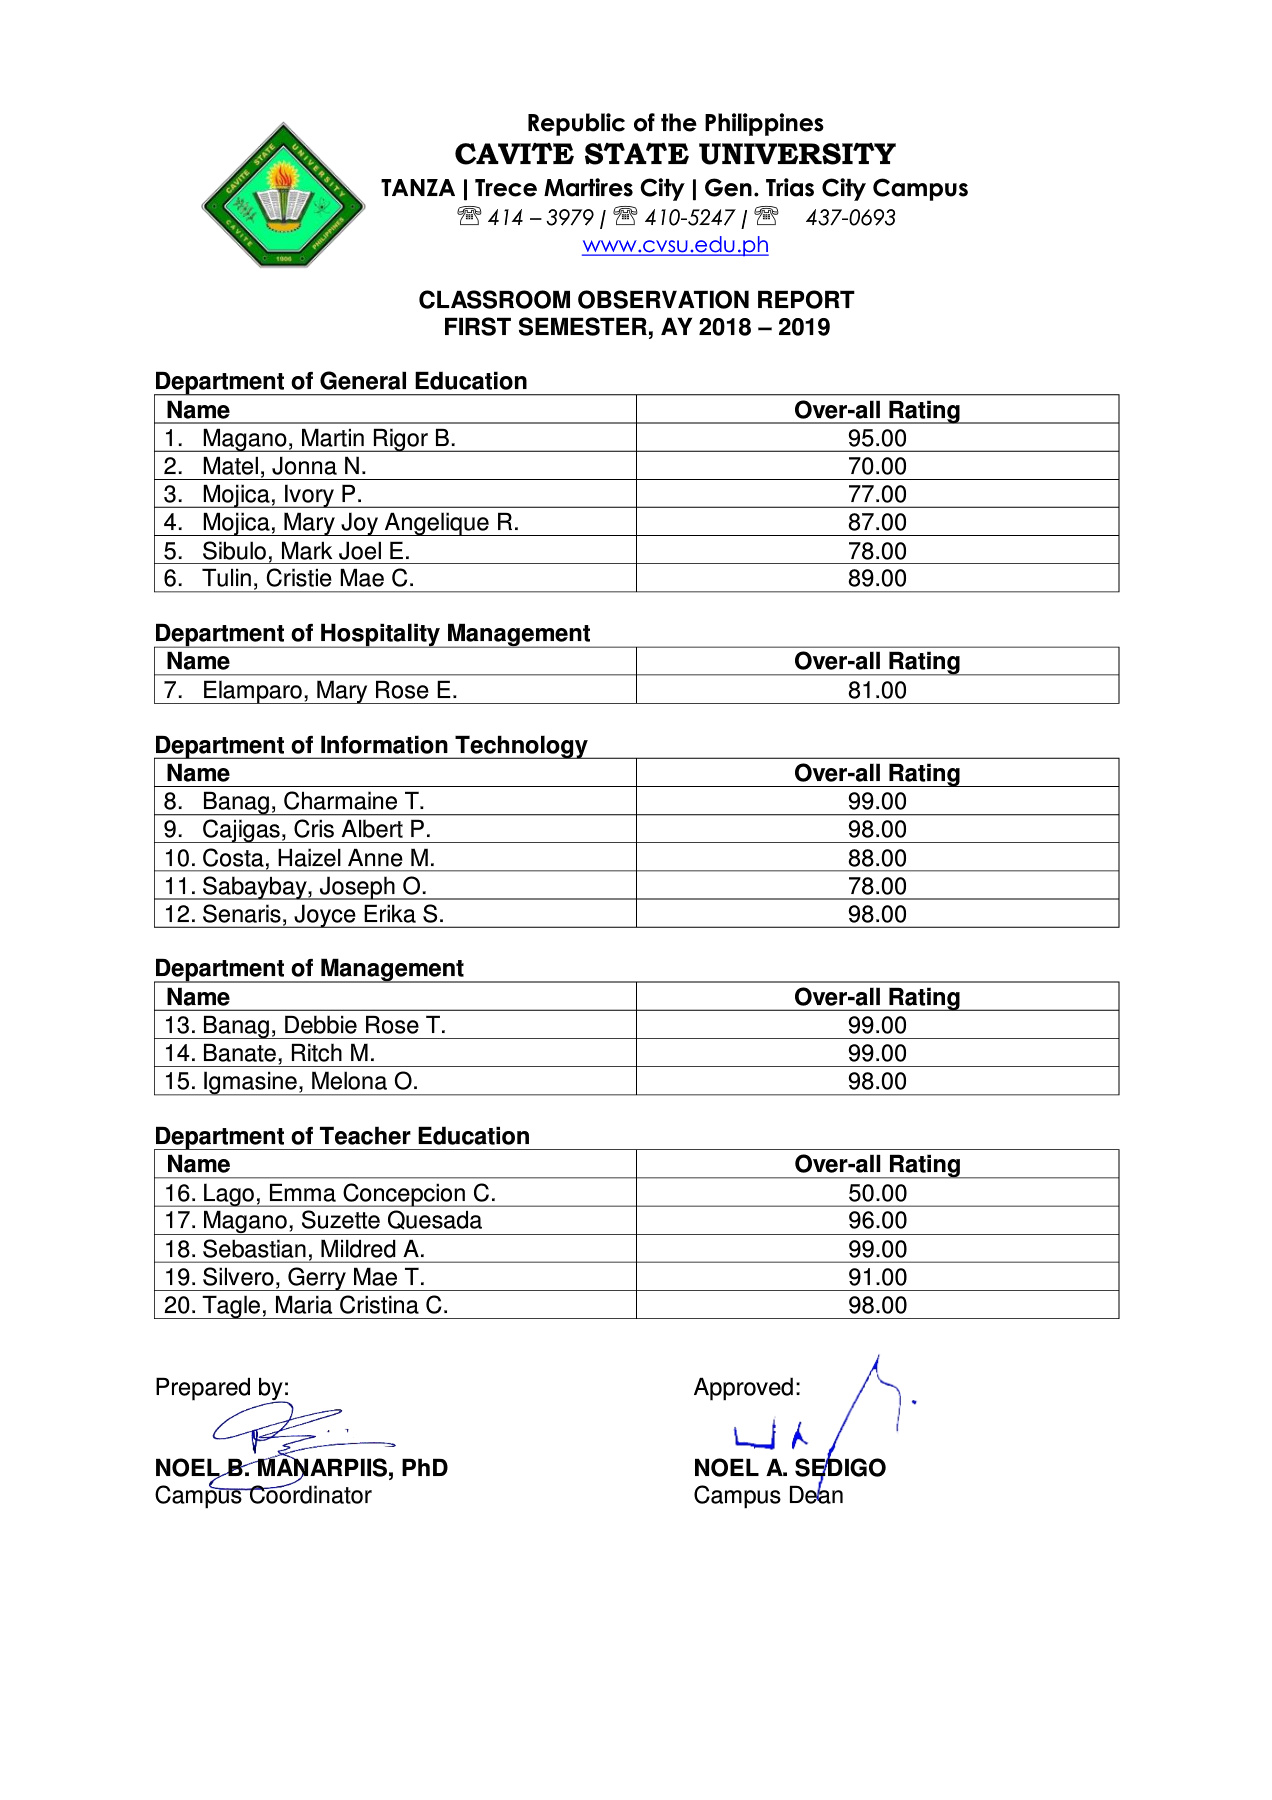 Republic of the Philippines
CAVITE STATE UNIVERSITY
TANZA | Trece Martires City | Gen. Trias City Campus
☏ 414 – 3979 | ☏ 410-5247 | ☏ 437-0693
www.cvsu.edu.ph
CAVITE STATE UNIVERSITY
CAVITE PHILIPPINES
1906
CLASSROOM OBSERVATION REPORT
FIRST SEMESTER, AY 2018 – 2019
Department of General Education
Name Over-all Rating
1. Magano, Martin Rigor B. 95.00
2. Matel, Jonna N. 70.00
3. Mojica, Ivory P. 77.00
4. Mojica, Mary Joy Angelique R. 87.00
5. Sibulo, Mark Joel E. 78.00
6. Tulin, Cristie Mae C. 89.00
Department of Hospitality Management
Name Over-all Rating
7. Elamparo, Mary Rose E. 81.00
Department of Information Technology
Name Over-all Rating
8. Banag, Charmaine T. 99.00
9. Cajigas, Cris Albert P. 98.00
10. Costa, Haizel Anne M. 88.00
11. Sabaybay, Joseph O. 78.00
12. Senaris, Joyce Erika S. 98.00
Department of Management
Name Over-all Rating
13. Banag, Debbie Rose T. 99.00
14. Banate, Ritch M. 99.00
15. Igmasine, Melona O. 98.00
Department of Teacher Education
Name Over-all Rating
16. Lago, Emma Concepcion C. 50.00
17. Magano, Suzette Quesada 96.00
18. Sebastian, Mildred A. 99.00
19. Silvero, Gerry Mae T. 91.00
20. Tagle, Maria Cristina C. 98.00
Prepared by: Approved:
NOEL B. MANARPIIS, PhD NOEL A. SEDIGO
Campus Coordinator Campus Dean